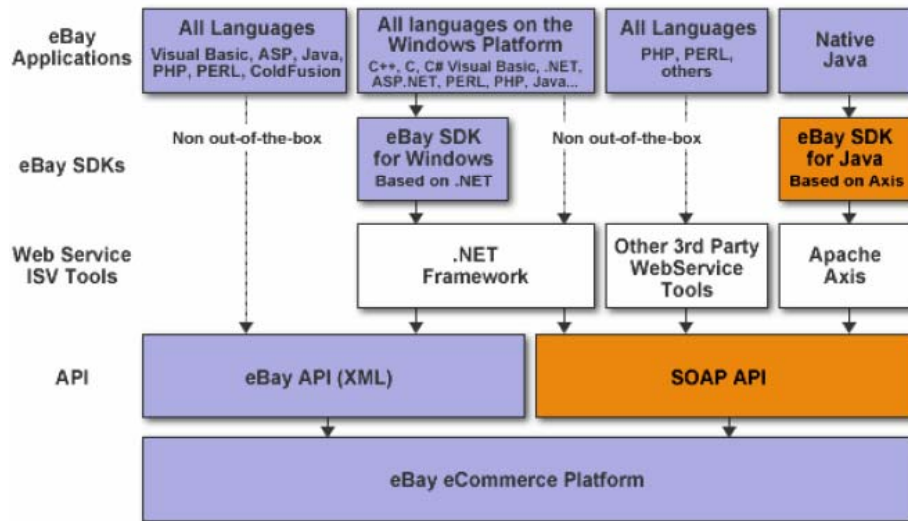 eBay
Applications
All Languages
Visual Basic, ASP, Java,
PHP, PERL, ColdFusion
All languages on the
Windows Platform
C++, C, C# Visual Basic, .NET,
ASP.NET, PERL, PHP, Java...
All Languages
PHP, PERL,
others
Native
Java
Non out-of-the-box
Non out-of-the-box
eBay SDKs
eBay SDK
for Windows
Based on .NET
eBay SDK
for Java
Based on Axis
Web Service
ISV Tools
.NET
Framework
Other 3rd Party
WebService
Tools
Apache
Axis
API
eBay API (XML)
SOAP API
eBay eCommerce Platform